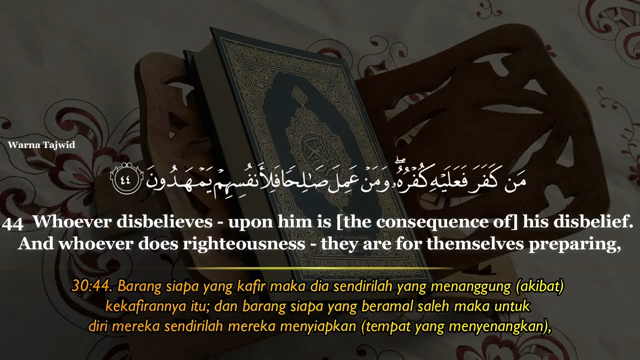 Warna Tajwid
مَن كَفَرَ فَعَلَيْهِ كُفْرُهُۥۖ وَمَنْ عَمِلَ صَٰلِحًا فَلِأَنفُسِهِمْ يَمْهَدُونَ ٤٤
44 Whoever disbelieves - upon him is [the consequence of] his disbelief.
And whoever does righteousness - they are for themselves preparing,
30:44. Barang siapa yang kafir maka dia sendirilah yang menanggung (akibat)
kekafirannya itu; dan barang siapa yang beramal saleh maka untuk
diri mereka sendirilah mereka menyiapkan (tempat yang menyenangkan),